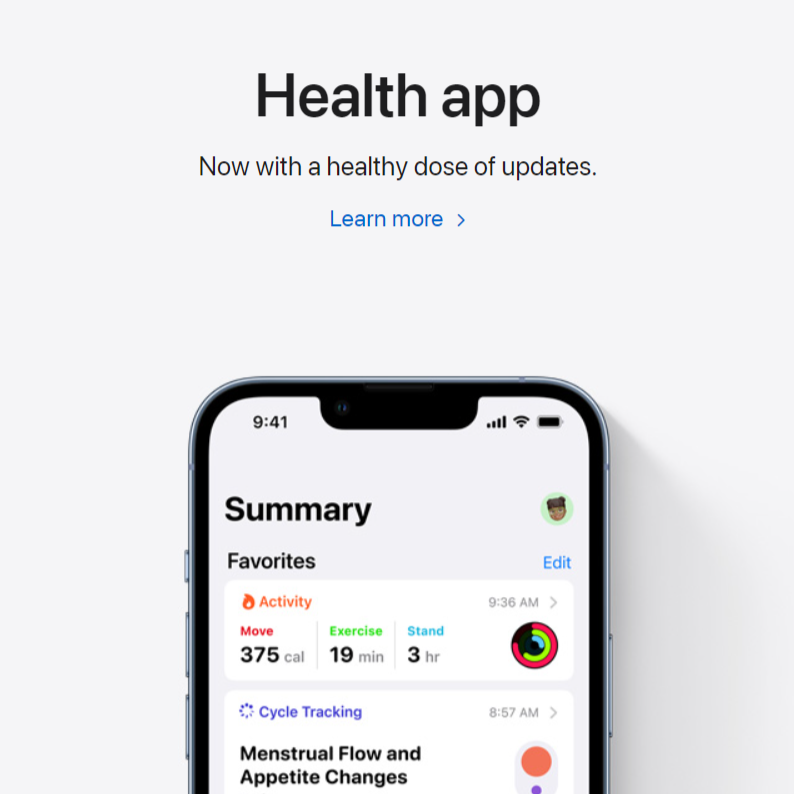 Health app
Now with a healthy dose of updates.
Learn more
9:41
Summary
Favorites
Edit
Activity
9:36 AM
Move
Exercise
Stand
375 cal
19 min
3 hr
Cycle Tracking
8:57 AM
Menstrual Flow and
Appetite Changes